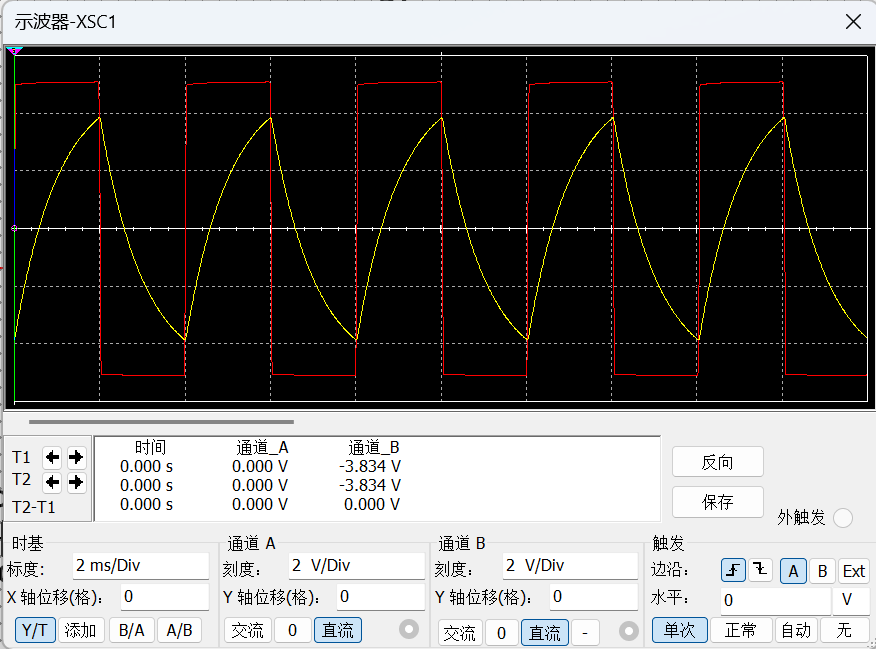 示波器-XSC1
时间 通道_A 通道_B
T1 0.000 s 0.000 V -3.834 V
T2 0.000 s 0.000 V -3.834 V
T2-T1 0.000 s 0.000 V 0.000 V
反向
保存
外触发
时基 通道 A 通道 B 触发
标度: 2 ms/Div 刻度: 2 V/Div 刻度: 2 V/Div 边沿: A B Ext
X 轴位移(格): 0 Y 轴位移(格): 0 Y 轴位移(格): 0 水平: 0 V
Y/T 添加 B/A A/B 交流 0 直流 交流 0 直流 - 单次 正常 自动 无